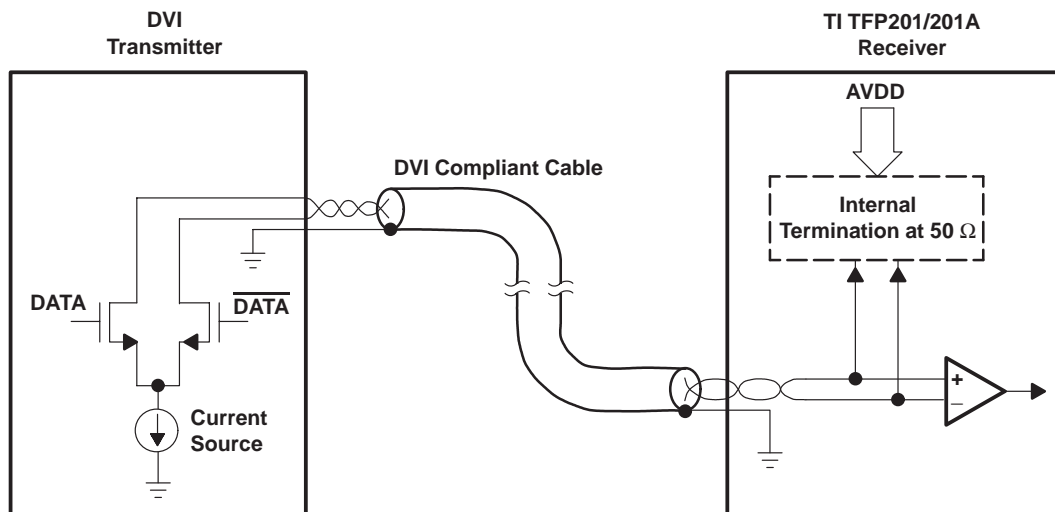 DVI
Transmitter
TI TFP201/201A
Receiver
AVDD
DVI Compliant Cable
Internal
Termination at 50 Ω
DATA
DATA
+
−
Current
Source